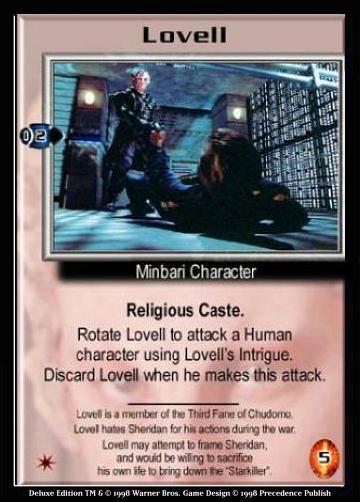 Lovell
2
Minbari Character
Religious Caste.
Rotate Lovell to attack a Human
character using Lovell's Intrigue.
Discard Lovell when he makes this attack.
Lovell is a member of the Third Fane of Chudomo.
Lovell hates Sheridan for his actions during the war.
Lovell may attempt to frame Sheridan,
and would be willing to sacrifice
his own life to bring down the "Starkiller".
5
Deluxe Edition TM & © 1998 Warner Bros. Game Design © 1998 Precedence Publish